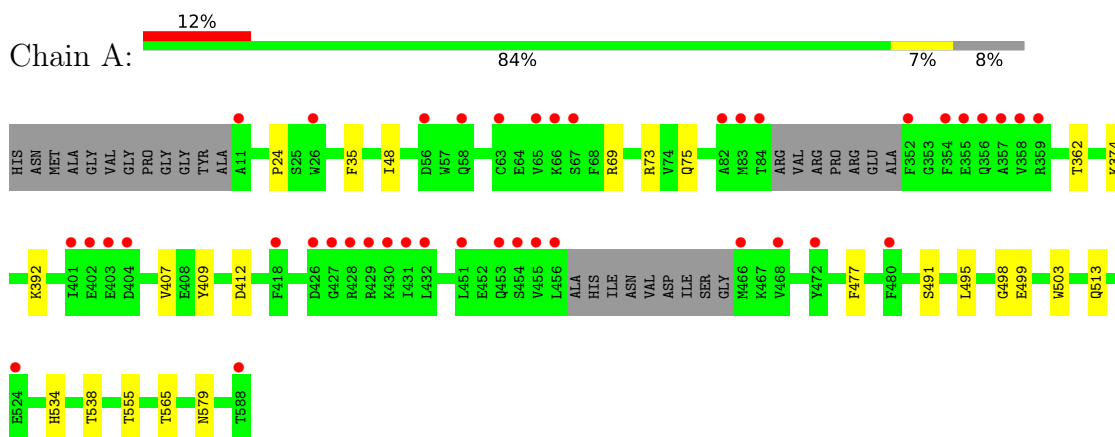 12%
Chain A:
84% 7% 8%
HIS ASN MET ALA GLY VAL GLY PRO GLY GLY TYR ALA A11 P24 S25 W26 F35 I48 D56 W57 Q58 C63 E64 V65 K66 S67 F68 R69 R73 V74 Q75 A82 M83 T84 ARG VAL ARG PRO ARG GLU ALA F352 G353 F354 E355 Q356 A357 V358 R359 T362 K374
K392 I401 E402 E403 D404 V407 E408 Y409 D412 F418 D426 G427 R428 R429 K430 I431 L432 L451 E452 Q453 S454 V455 L456 ALA HIS ILE ASN VAL ASP ILE SER GLY M466 K467 V468 Y472 F477 F480 S491 L495 G498 E499 W503 Q513
E524 H534 T538 T555 T565 N579 T588